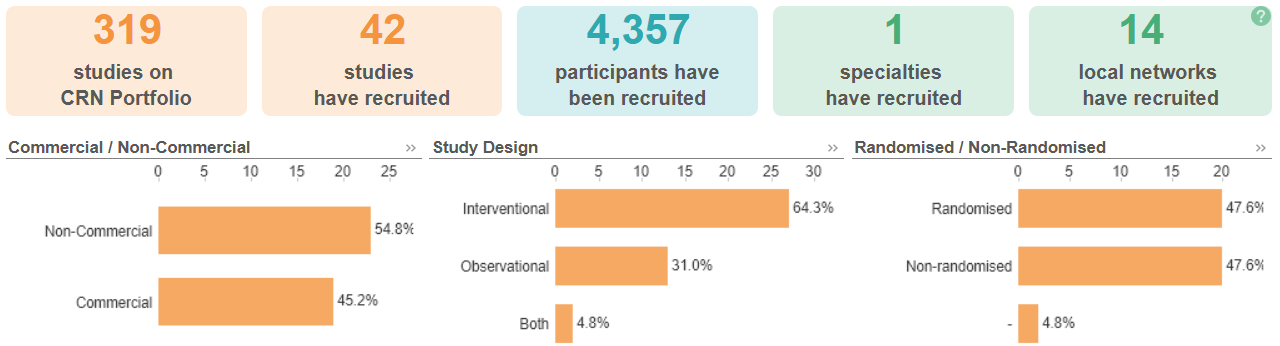 319
studies on
CRN Portfolio
42
studies
have recruited
4,357
participants have
been recruited
1
specialties
have recruited
14
local networks
have recruited
?
Commercial / Non-Commercial »
0 5 10 15 20 25
Non-Commercial 54.8%
Commercial 45.2%
Study Design »
0 5 10 15 20 25 30
Interventional 64.3%
Observational 31.0%
Both 4.8%
Randomised / Non-Randomised »
0 5 10 15 20
Randomised 47.6%
Non-randomised 47.6%
- 4.8%